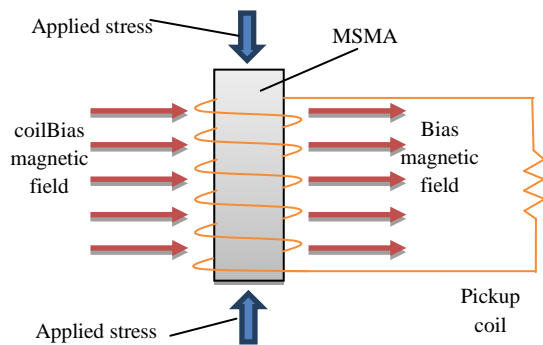 Applied stress
MSMA
coilBias
magnetic
field
Bias
magnetic
field
Pickup
coil
Applied stress